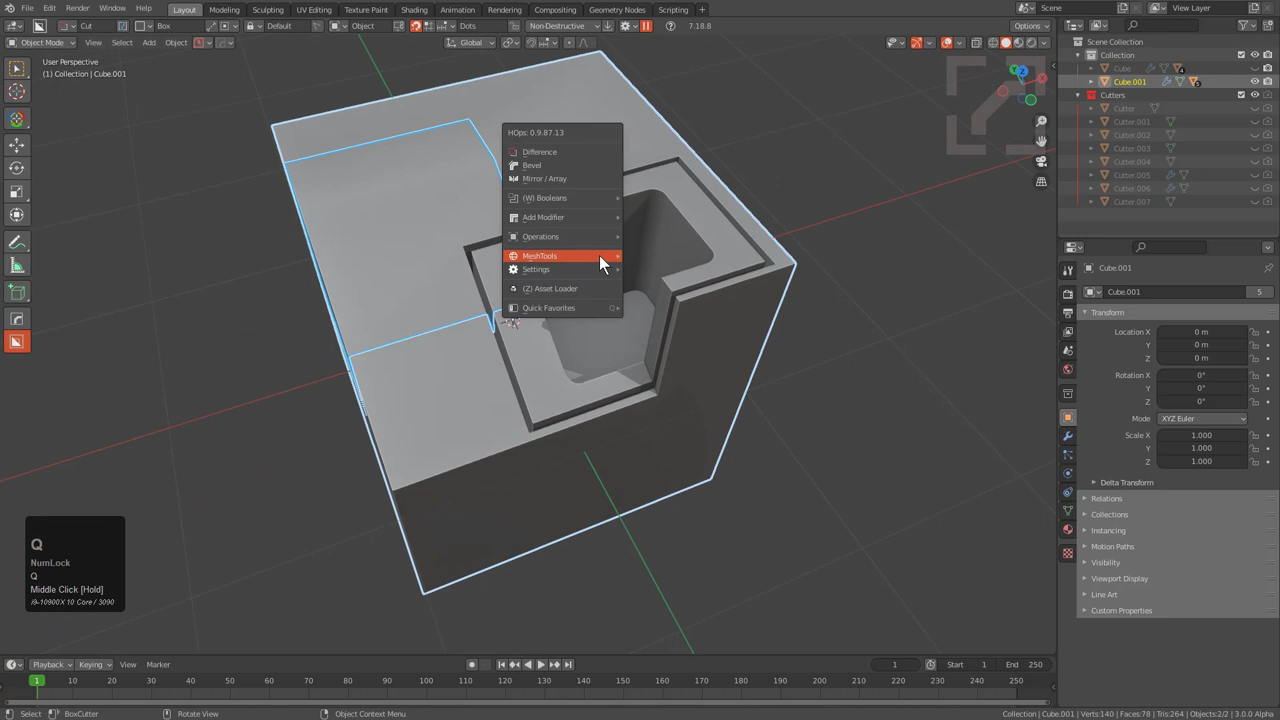 File Edit Render Window Help
Layout Modeling Sculpting UV Editing Texture Paint Shading Animation Rendering Compositing Geometry Nodes Scripting +
Scene View Layer
Cut Box Default Object Dots Non-Destructive 7.18.8 Options
Object Mode View Select Add Object Global
User Perspective
(1) Collection | Cube.001
HOps: 0.9.87.13
Difference
Bevel
Mirror / Array
(W) Booleans
Add Modifier
Operations
MeshTools
Settings
(Z) Asset Loader
Quick Favorites Q
Z
Scene Collection
Collection
Cube 4
Cube.001 5
Cutters
Cutter
Cutter.001
Cutter.002
Cutter.003
Cutter.004
Cutter.005
Cutter.006
Cutter.007
Cube.001
Cube.001 5
Transform
Location X 0 m
Y 0 m
Z 0 m
Rotation X 0°
Y 0°
Z 0°
Mode XYZ Euler
Scale X 1.000
Y 1.000
Z 1.000
Delta Transform
Relations
Collections
Instancing
Motion Paths
Visibility
Viewport Display
Line Art
Custom Properties
Q
NumLock
Q
Middle Click [Hold]
i9-10900X 10 Core / 3090
Playback Keying View Marker 1 Start 1 End 250
1 10 20 30 40 50 60 70 80 90 100 110 120 130 140 150 160 170 180 190 200 210 220 230 240 250
Select BoxCutter Rotate View Object Context Menu Collection | Cube.001 | Verts:140 | Faces:78 | Tris:264 | Objects:2/2 | 3.0.0 Alpha